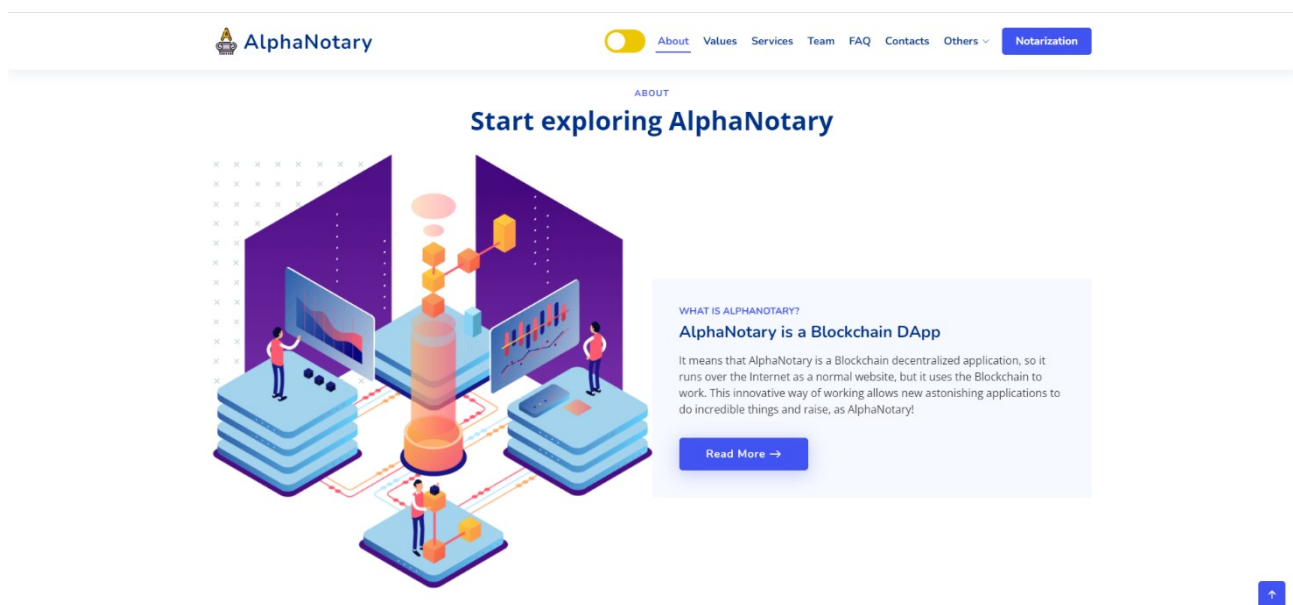 AlphaNotary
About Values Services Team FAQ Contacts Others Notarization
ABOUT
Start exploring AlphaNotary
WHAT IS ALPHANOTARY?
AlphaNotary is a Blockchain DApp
It means that AlphaNotary is a Blockchain decentralized application, so it
runs over the Internet as a normal website, but it uses the Blockchain to
work. This innovative way of working allows new astonishing applications to
do incredible things and raise, as AlphaNotary!
Read More →